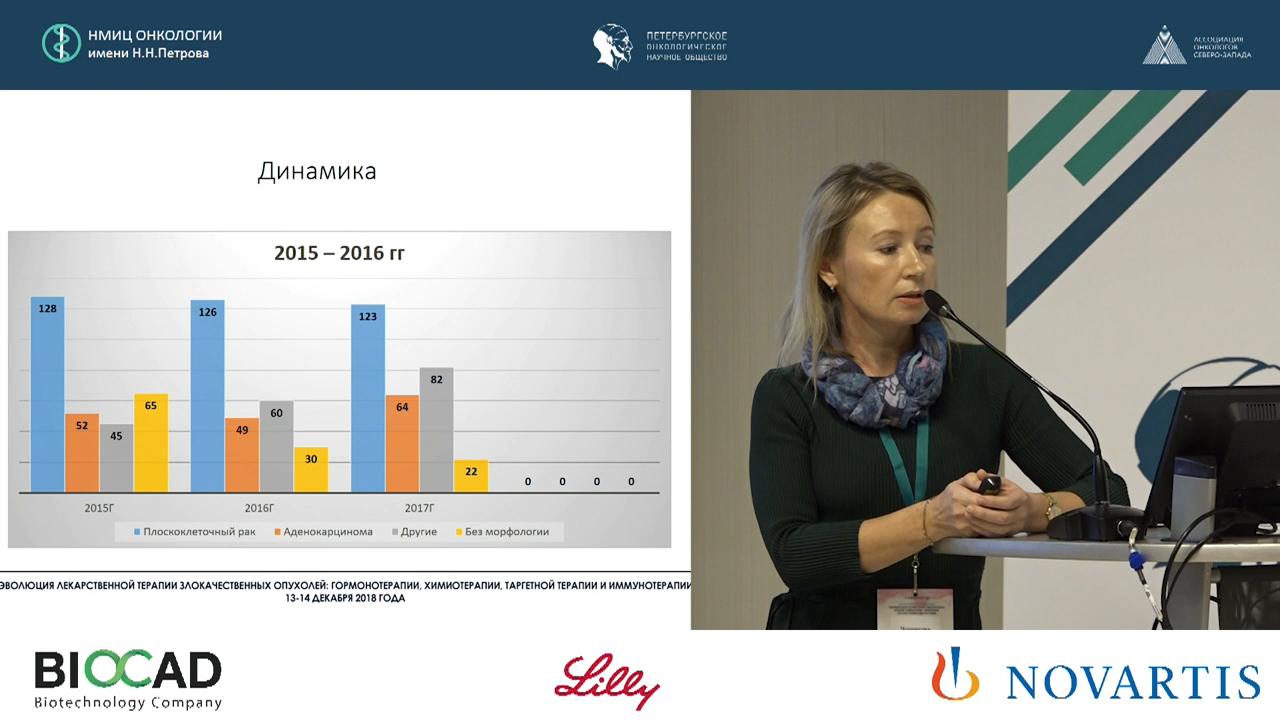 НМИЦ ОНКОЛОГИИ
имени Н.Н.Петрова
ПЕТЕРБУРГСКОЕ
ОНКОЛОГИЧЕСКОЕ
НАУЧНОЕ ОБЩЕСТВО
АССОЦИАЦИЯ
ОНКОЛОГОВ
СЕВЕРО-ЗАПАДА
Динамика
2015 – 2016 гг
128
52
45
65
126
49
60
30
123
64
82
22
0
0
0
0
2015Г
2016Г
2017Г
Плоскоклеточный рак
Аденокарцинома
Другие
Без морфологии
ЭВОЛЮЦИЯ ЛЕКАРСТВЕННОЙ ТЕРАПИИ ЗЛОКАЧЕСТВЕННЫХ ОПУХОЛЕЙ: ГОРМОНОТЕРАПИИ, ХИМИОТЕРАПИИ, ТАРГЕТНОЙ ТЕРАПИИ И ИММУНОТЕРАПИИ
13-14 ДЕКАБРЯ 2018 ГОДА
BIOCAD
Biotechnology Company
Lilly
NOVARTIS